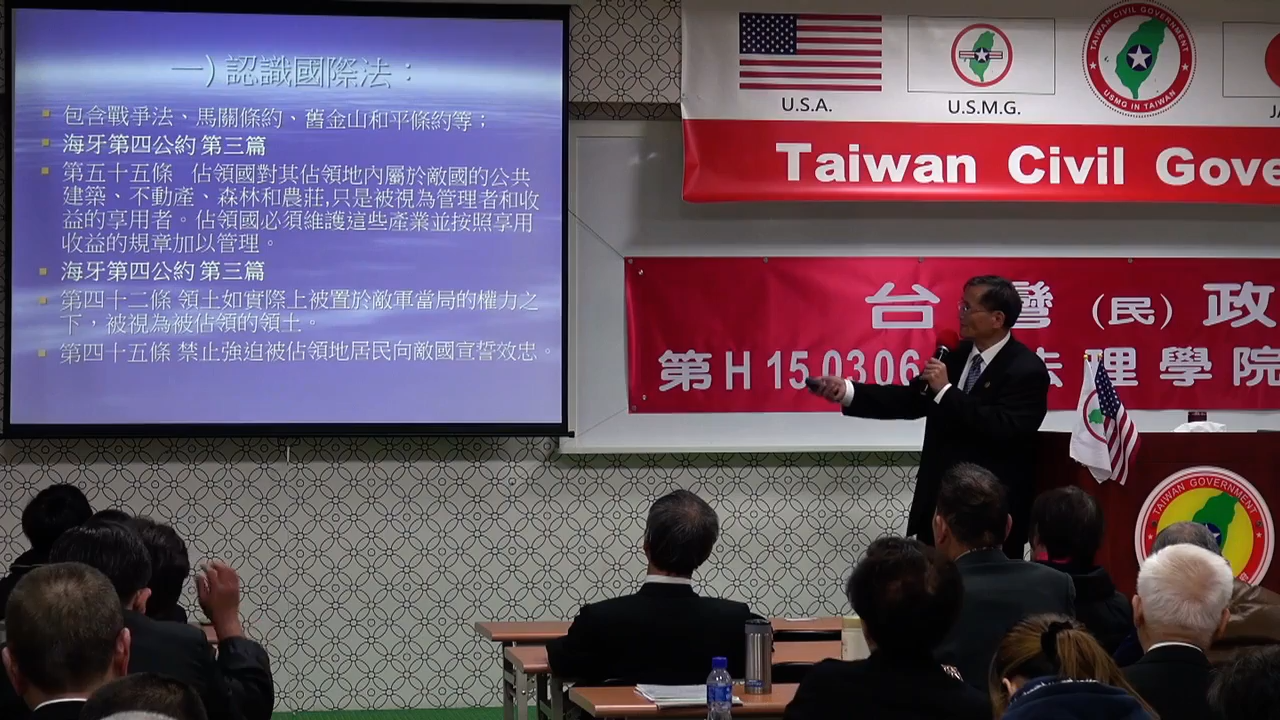 一) 認識國際法：
包含戰爭法、馬關條約、舊金山和平條約等；
海牙第四公約 第三篇
第五十五條 佔領國對其佔領地內屬於敵國的公共
建築、不動產、森林和農莊,只是被視為管理者和收
益的享用者。佔領國必須維護這些產業並按照享用
收益的規章加以管理。
海牙第四公約 第三篇
第四十二條 領土如實際上被置於敵軍當局的權力之
下，被視為被佔領的領土。
第四十五條 禁止強迫被佔領地居民向敵國宣誓效忠。
U.S.A.
U.S.M.G.
TAIWAN CIVIL GOVERNMENT
USMG IN TAIWAN
JA
Taiwan Civil Gove
台灣(民)政
第H15 0306 法理學院
TAIWAN GOVERNMENT